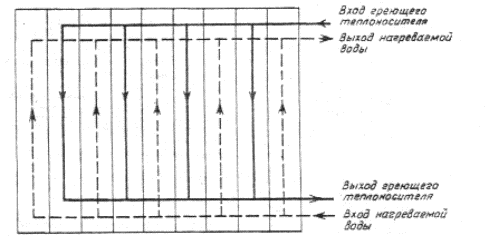 Вход греющего
теплоносителя
Выход нагреваемой
воды
Выход греющего
теплоносителя
Вход нагреваемой
воды